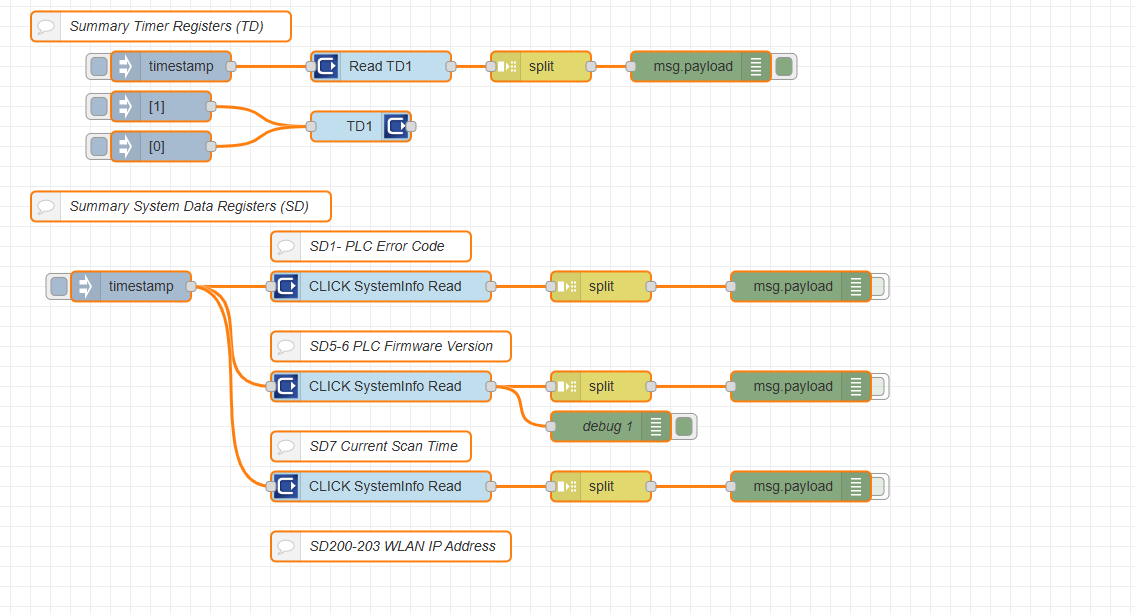 Summary Timer Registers (TD)
timestamp
Read TD1
split
msg.payload
[1]
TD1
[0]
Summary System Data Registers (SD)
SD1- PLC Error Code
timestamp
CLICK SystemInfo Read
split
msg.payload
SD5-6 PLC Firmware Version
CLICK SystemInfo Read
split
msg.payload
debug 1
SD7 Current Scan Time
CLICK SystemInfo Read
split
msg.payload
SD200-203 WLAN IP Address